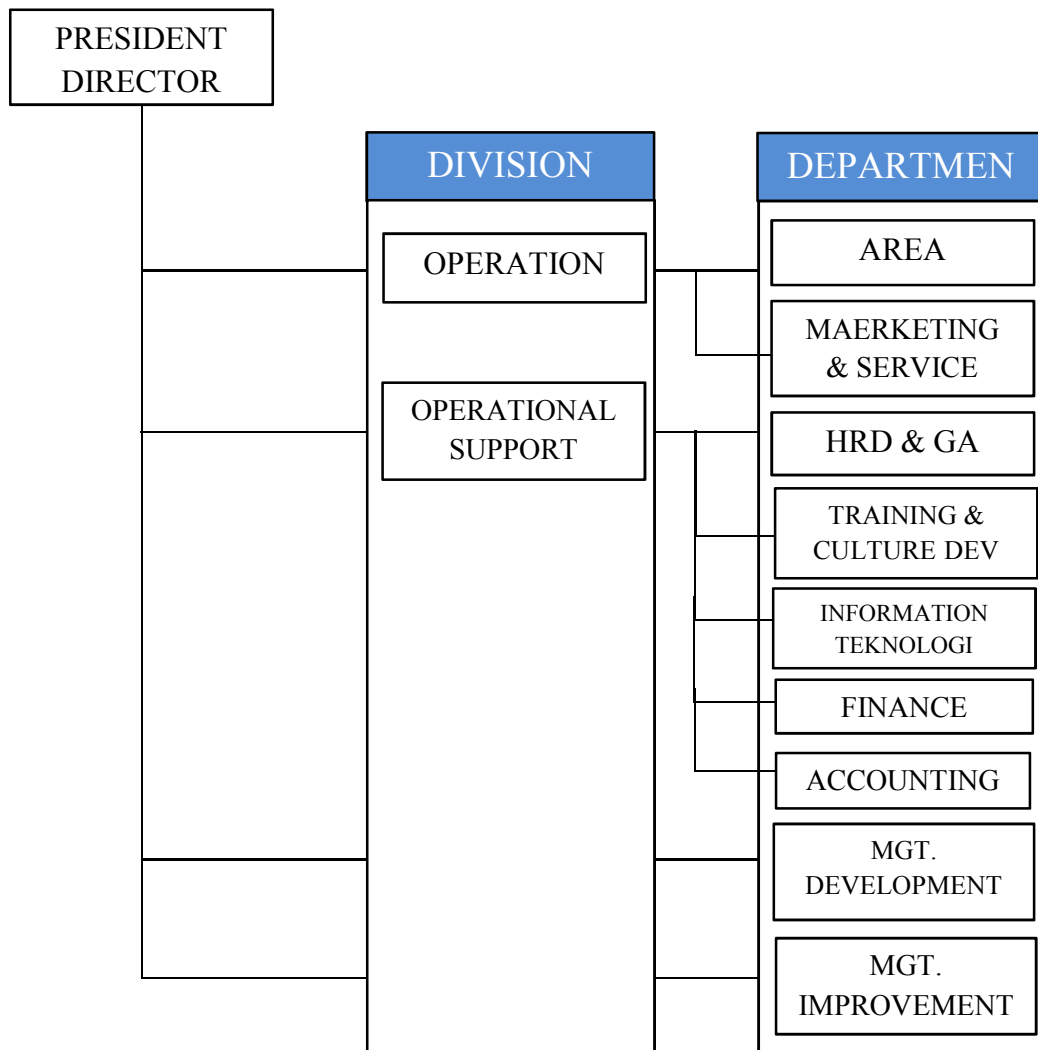 PRESIDENT
DIRECTOR
DIVISION
DEPARTMEN
OPERATION
AREA
MAERKETING
& SERVICE
OPERATIONAL
SUPPORT
HRD & GA
TRAINING &
CULTURE DEV
INFORMATION
TEKNOLOGI
FINANCE
ACCOUNTING
MGT.
DEVELOPMENT
MGT.
IMPROVEMENT